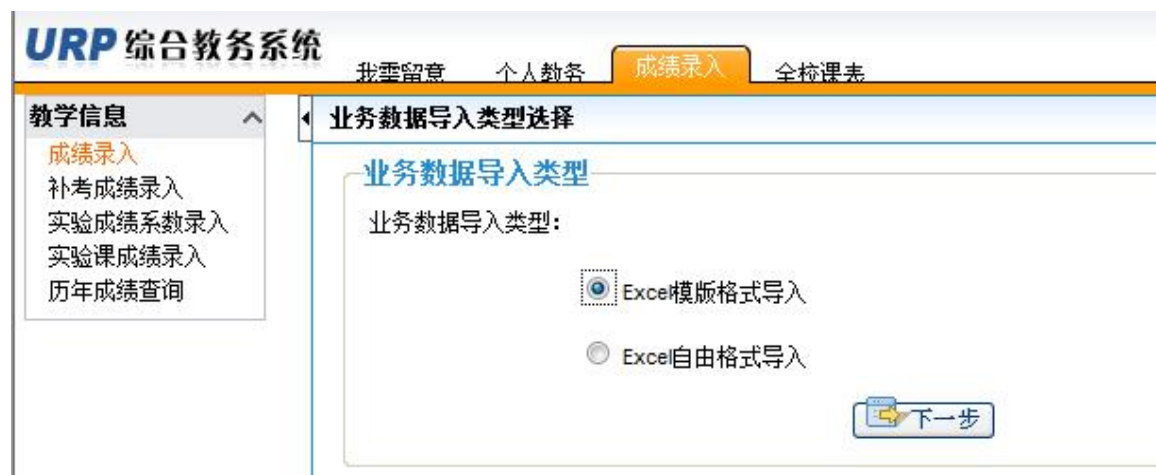 URP 综合教务系统
我需留意 个人教务 成绩录入 全校课表
教学信息
成绩录入
补考成绩录入
实验成绩系数录入
实验课成绩录入
历年成绩查询
业务数据导入类型选择
业务数据导入类型
业务数据导入类型:
Excel模版格式导入
Excel自由格式导入
下一步